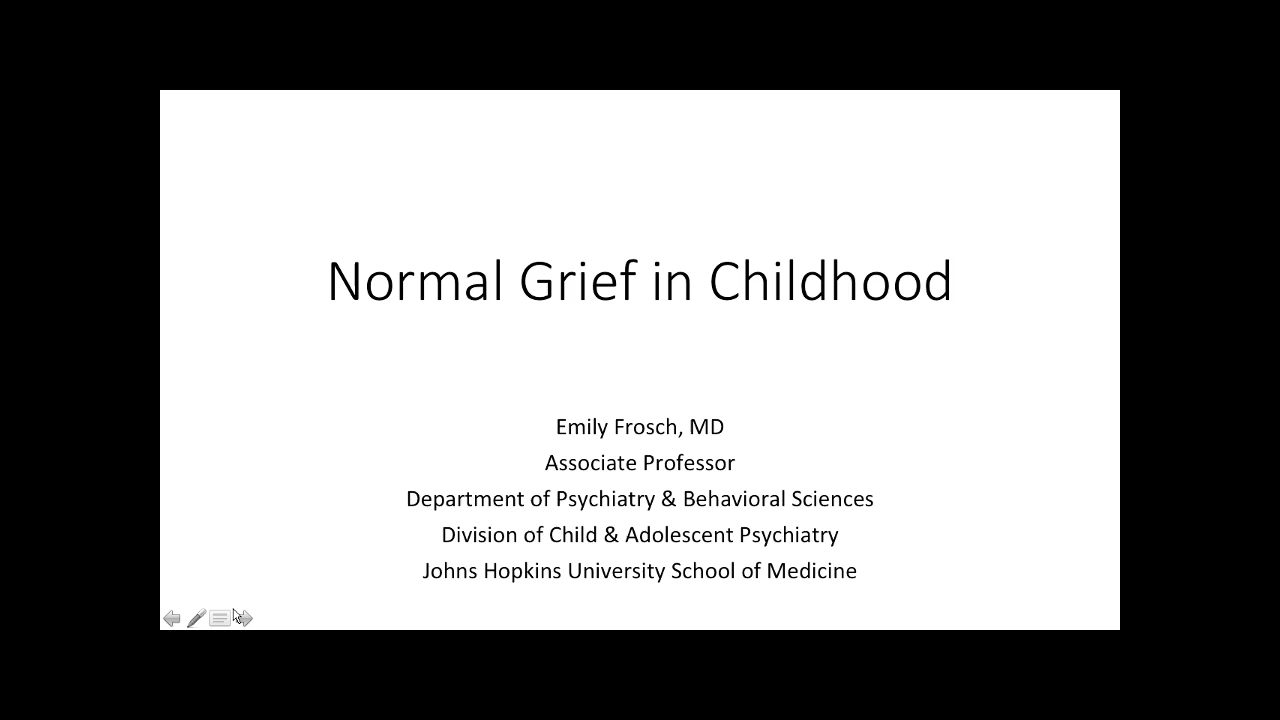 Normal Grief in Childhood
Emily Frosch, MD
Associate Professor
Department of Psychiatry & Behavioral Sciences
Division of Child & Adolescent Psychiatry
Johns Hopkins University School of Medicine